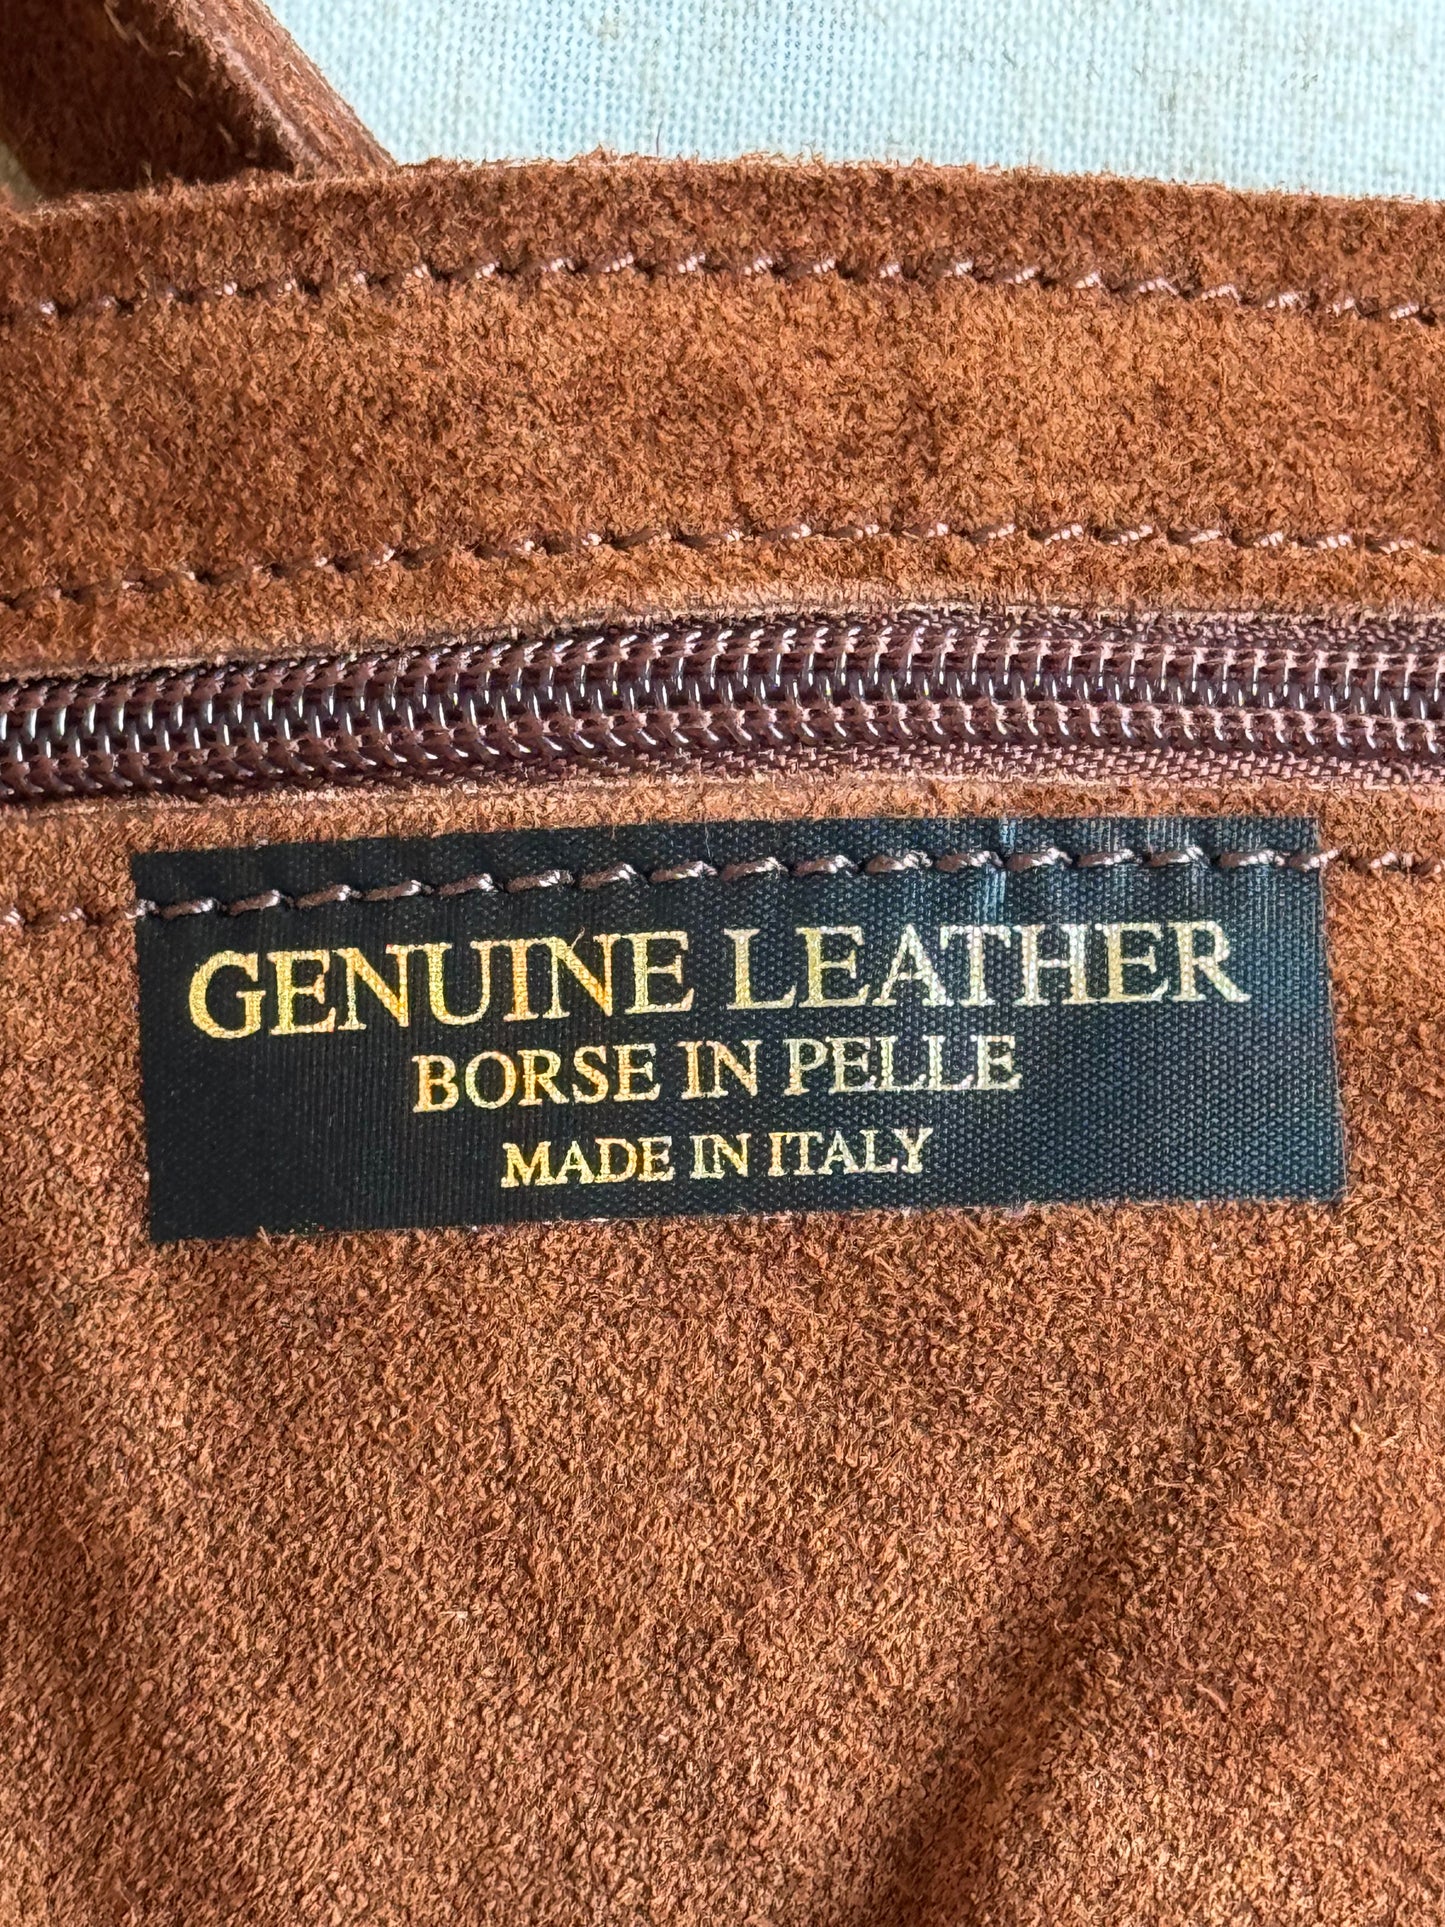 GENUINE LEATHER
BORSE IN PELLE
MADE IN ITALY